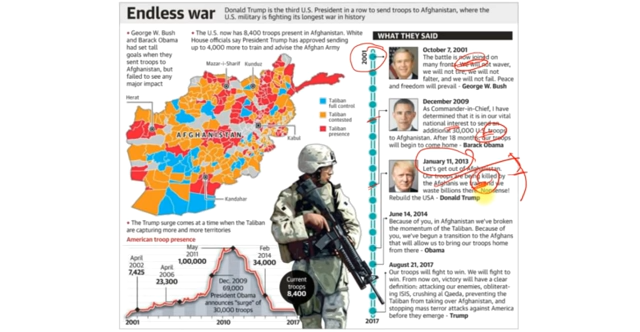 Endless war
Donald Trump is the third U.S. President in a row to send troops to Afghanistan, where the
U.S. military is fighting its longest war in history
• George W. Bush
and Barack Obama
had set tall
goals when they
sent troops to
Afghanistan, but
failed to see any
major impact
• The U.S. now has 8,400 troops present in Afghanistan. White
House officials say President Trump has approved sending
up to 4,000 more to train and advise the Afghan Army
Mazar-i-Sharif
Kunduz
Herat
AFGHANISTAN
Kabul
Kandahar
Taliban
full control
Taliban
contested
Taliban
presence
• The Trump surge comes at a time when the Taliban
are capturing more and more territories
American troop presence
April
2002
7,425
April
2006
23,300
May
2011
1,00,000
Feb
2014
34,000
Dec, 2009
69,000
President Obama
announces "surge" of
30,000 troops
Current
troops
8,400
2001
2010
2017
WHAT THEY SAID
2001
October 7, 2001
The battle is now joined on
many fronts. We will not waver,
we will not tire, we will not
falter, and we will not fail. Peace
and freedom will prevail - George W. Bush
December 2009
As Commander-in-Chief, I have
determined that it is in our vital
national interest to send an
additional 30,000 U.S. troops
to Afghanistan. After 18 months, our troops
will begin to come home - Barack Obama
January 11, 2013
Let's get out of Afghanistan.
Our troops are being killed by
the Afghanis we train and we
waste billions there. Nonsense!
Rebuild the USA - Donald Trump
June 14, 2014
Because of you, in Afghanistan we've broken
the momentum of the Taliban. Because of
you, we've begun a transition to the Afghans
that will allow us to bring our troops home
from there - Obama
August 21, 2017
Our troops will fight to win. We will fight to
win. From now on, victory will have a clear
definition: attacking our enemies, obliterat-
ing ISIS, crushing al Qaeda, preventing the
Taliban from taking over Afghanistan, and
stopping mass terror attacks against America
before they emerge - Trump
2017